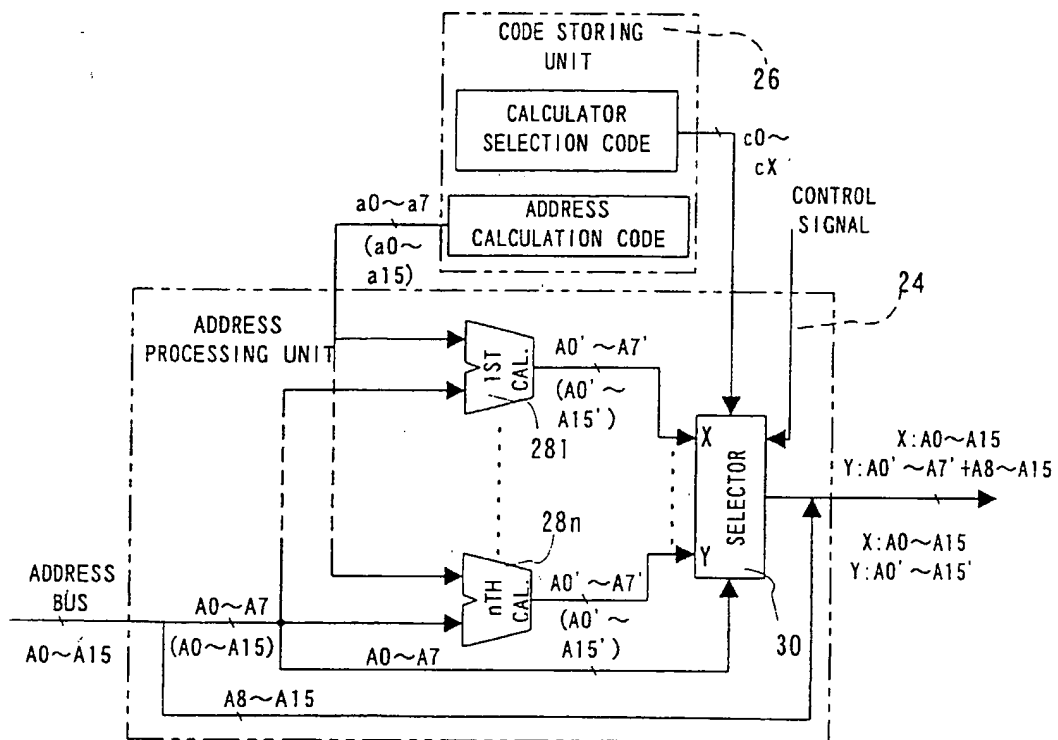 CODE STORING
UNIT
26
CALCULATOR
SELECTION CODE
c0～
cX
a0～a7
(a0～
a15)
ADDRESS
CALCULATION CODE
CONTROL
SIGNAL
24
ADDRESS
PROCESSING UNIT
1ST
CAL.
A0'～A7'
(A0'～
A15')
281
X
SELECTOR
X:A0～A15
Y:A0'～A7'+A8～A15
28n
Y
X:A0～A15
Y:A0'～A15'
nTH
CAL.
A0'～A7'
(A0'～
A15')
30
ADDRESS
BUS
A0～A15
A0～A7
(A0～A15)
A0～A7
A8～A15